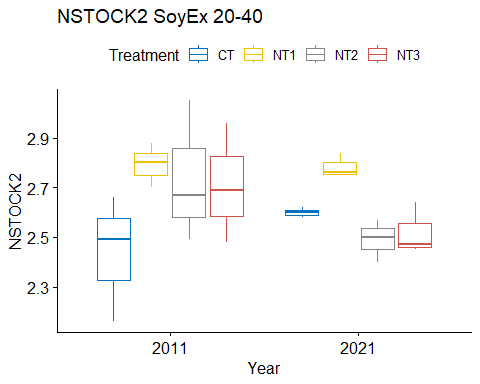 NSTOCK2 SoyEx 20-40
Treatment CT NT1 NT2 NT3
2.9
2.7
2.5
2.3
NSTOCK2
2011 2021
Year